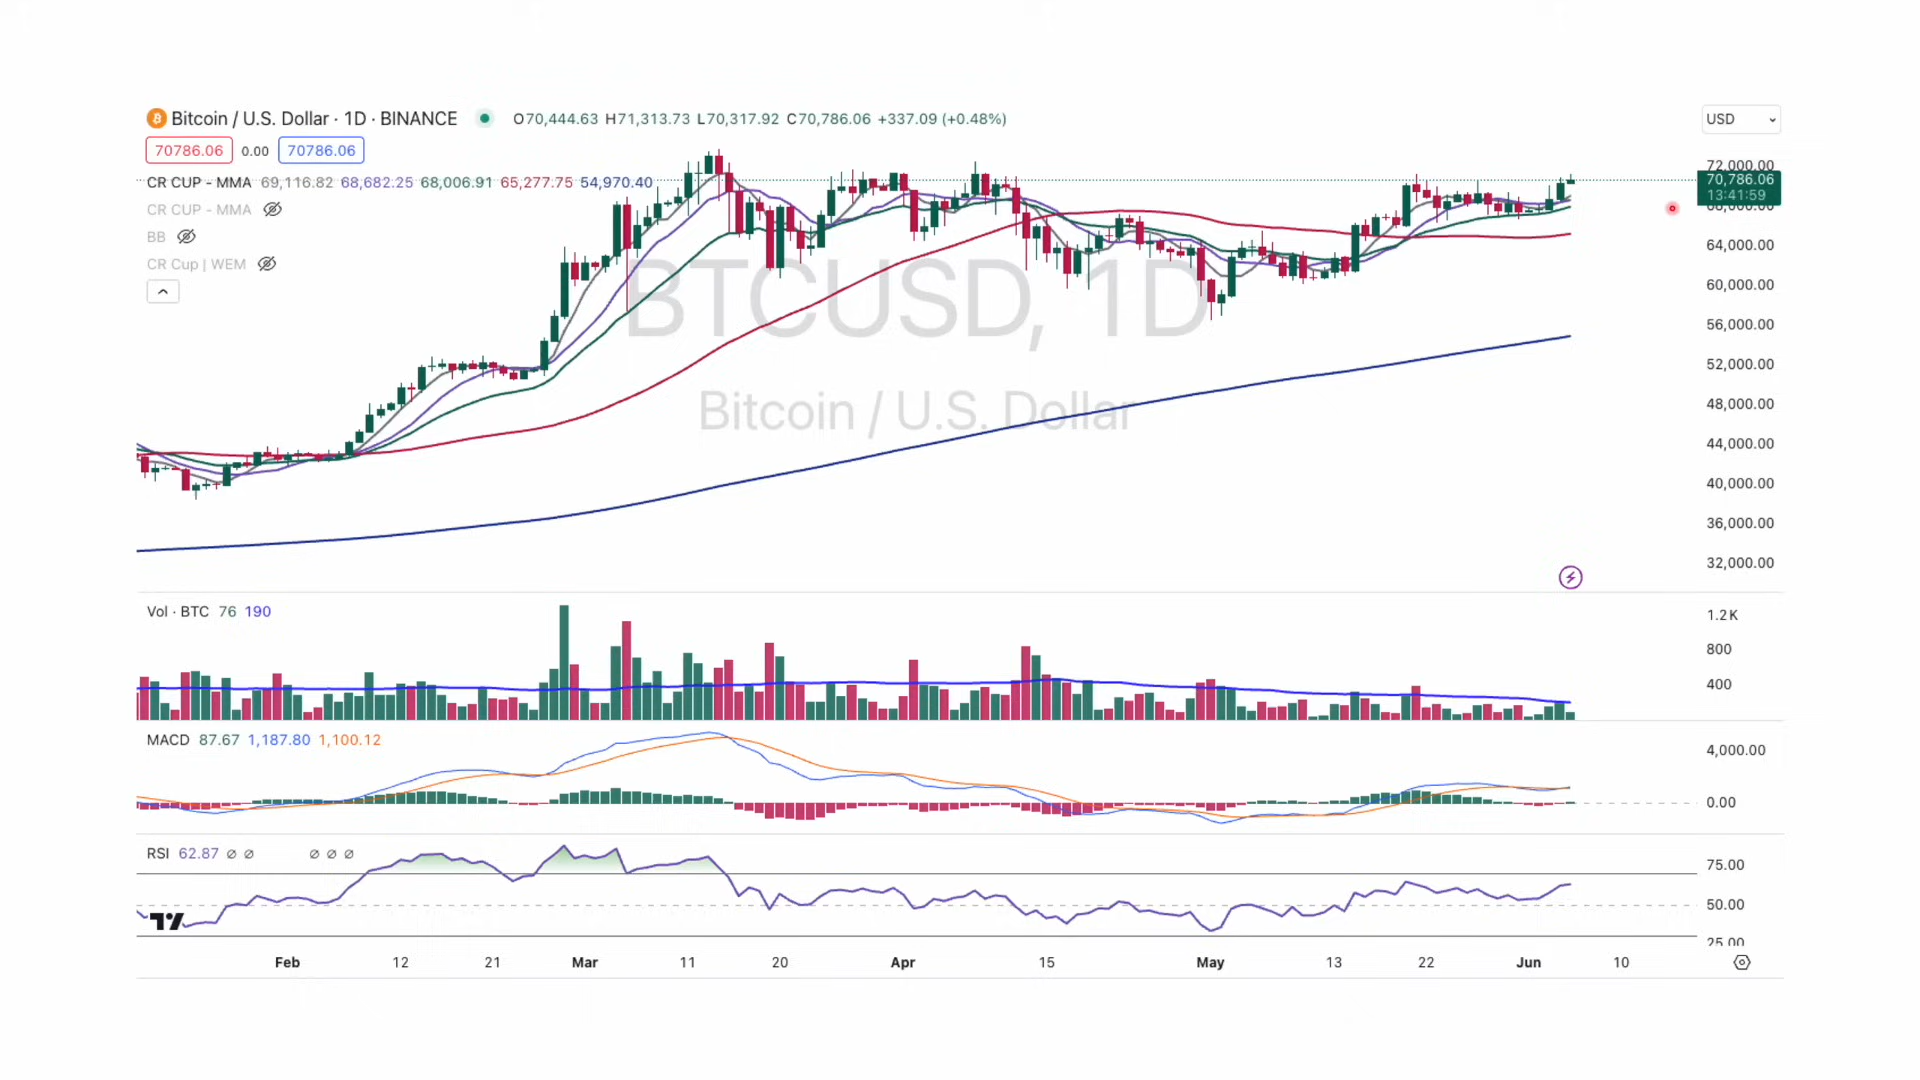 Bitcoin / U.S. Dollar · 1D · BINANCE O70,444.63 H71,313.73 L70,317.92 C70,786.06 +337.09 (+0.48%)
USD
70786.06 0.00 70786.06
CR CUP - MMA 69,116.82 68,682.25 68,006.91 65,277.75 54,970.40
CR CUP - MMA
BB
CR Cup | WEM
BTCUSD, 1D
Bitcoin / U.S. Dollar
72,000.00
70,786.06
13:41:59
68,000.00
64,000.00
60,000.00
56,000.00
52,000.00
48,000.00
44,000.00
40,000.00
36,000.00
32,000.00
Vol · BTC 76 190
1.2K
800
400
MACD 87.67 1,187.80 1,100.12
4,000.00
0.00
RSI 62.87 ∅ ∅ ∅ ∅ ∅
75.00
50.00
25.00
Feb 12 21 Mar 11 20 Apr 15 May 13 22 Jun 10